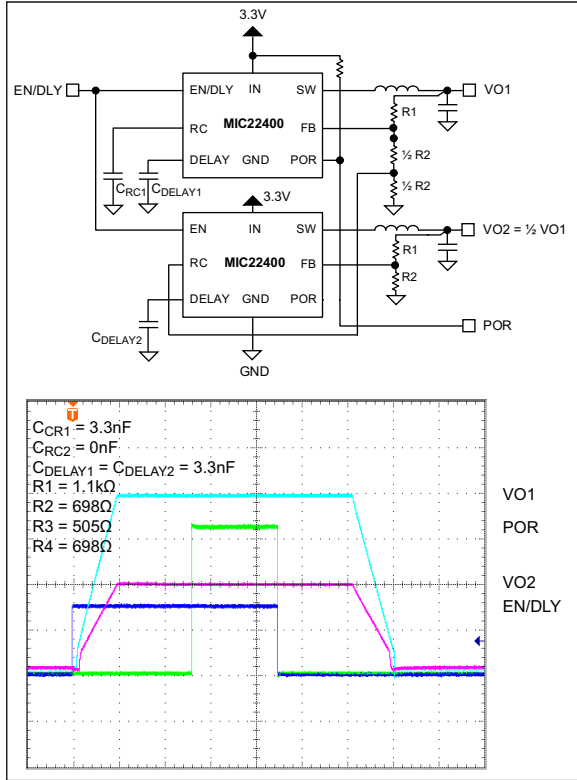 3.3V
EN/DLY
EN/DLY
IN
SW
VO1
R1
RC
MIC22400
FB
½ R2
DELAY
GND
POR
½ R2
CRC1
CDELAY1
3.3V
EN
IN
SW
VO2 = ½ VO1
R1
RC
MIC22400
FB
R2
DELAY
GND
POR
CDELAY2
POR
GND
T
CCR1 = 3.3nF
CRC2 = 0nF
CDELAY1 = CDELAY2 = 3.3nF
R1 = 1.1kΩ
R2 = 698Ω
R3 = 505Ω
R4 = 698Ω
VO1
POR
VO2
EN/DLY